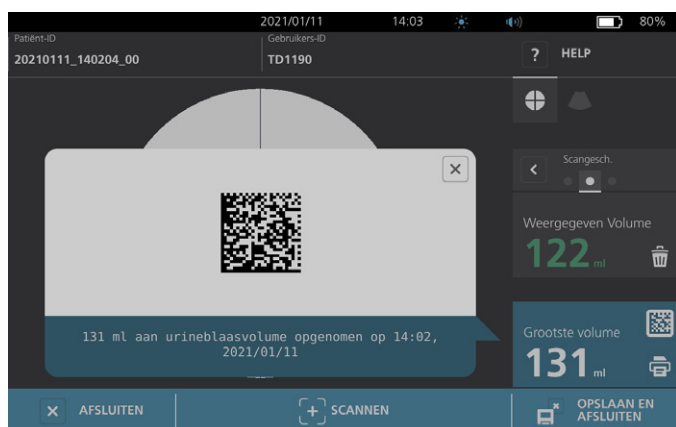 2021/01/11 14:03 80%
Patiënt-ID
20210111_140204_00
Gebruikers-ID
TD1190
? HELP
Scangesch.
Weergegeven Volume
122 ml
131 ml aan urineblaasvolume opgenomen op 14:02,
2021/01/11
Grootste volume
131 ml
AFSLUITEN
SCANNEN
OPSLAAN EN
AFSLUITEN